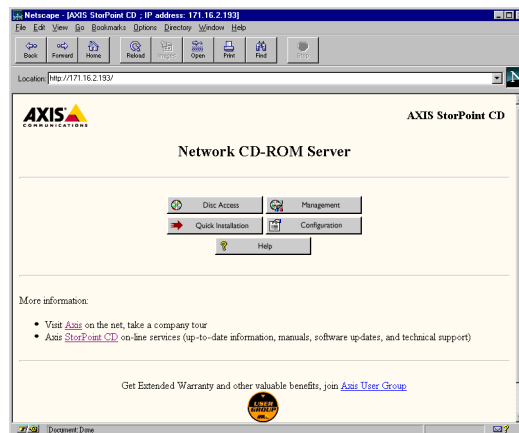 Netscape - [AXIS StorPoint CD ; IP address: 171.16.2.193]
File Edit View Go Bookmarks Options Directory Window Help
Back Forward Home Reload Images Open Print Find Stop
Location: http://171.16.2.193/
AXIS
COMMUNICATIONS
AXIS StorPoint CD
Network CD-ROM Server
Disc Access Management
Quick Installation Configuration
Help
More information:
Visit Axis on the net, take a company tour
Axis StorPoint CD on-line services (up-to-date information, manuals, software updates, and technical support)
Get Extended Warranty and other valuable benefits, join Axis User Group
USER
GROUP
Document: Done